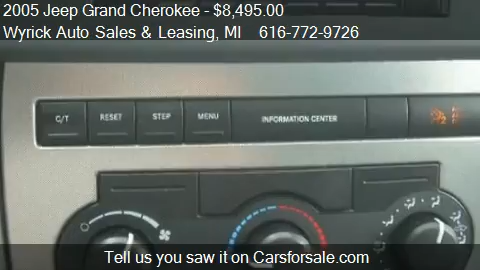 2005 Jeep Grand Cherokee - $8,495.00
Wyrick Auto Sales & Leasing, MI 616-772-9726
C/T RESET STEP MENU INFORMATION CENTER
Tell us you saw it on Carsforsale.com